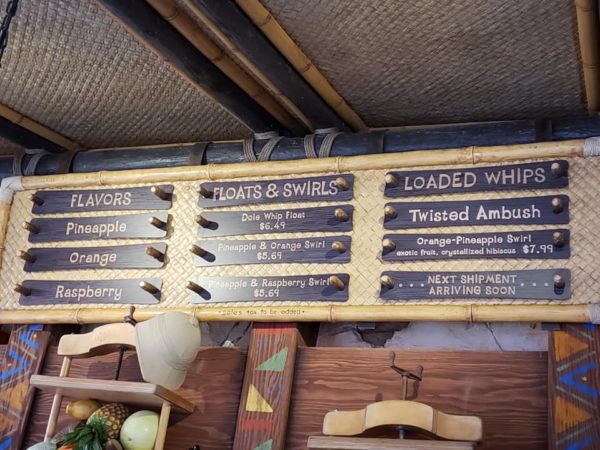 FLAVORS
Pineapple
Orange
Raspberry
FLOATS & SWIRLS
Dole Whip Float
$6.49
Pineapple & Orange Swirl
$5.69
Pineapple & Raspberry Swirl
$5.69
LOADED WHIPS
Twisted Ambush
Orange-Pineapple Swirl
exotic fruit, crystallized hibiscus $7.99
NEXT SHIPMENT
ARRIVING SOON
sales tax to be added